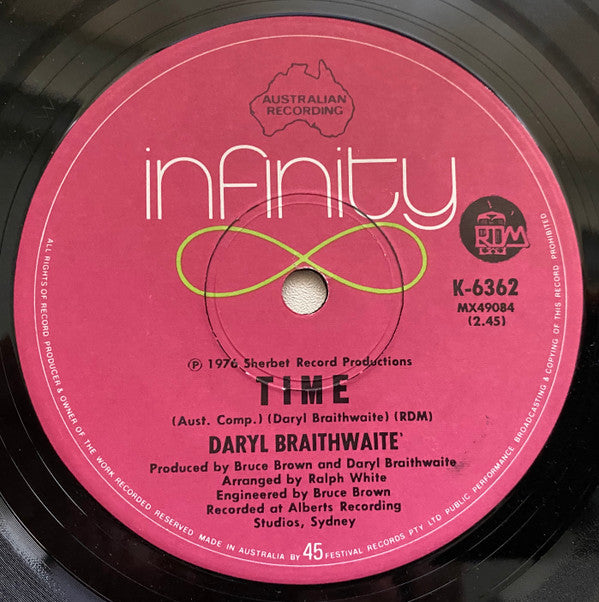 AUSTRALIAN
RECORDING
infinity
RDM
K-6362
MX49084
(2.45)
Ⓟ 1976 Sherbet Record Productions
TIME
(Aust. Comp.) (Daryl Braithwaite) (RDM)
DARYL BRAITHWAITE
Produced by Bruce Brown and Daryl Braithwaite
Arranged by Ralph White
Engineered by Bruce Brown
Recorded at Alberts Recording
Studios, Sydney
ALL RIGHTS OF RECORD PRODUCER & OWNER OF THE WORK RECORDED RESERVED MADE IN AUSTRALIA BY 45 FESTIVAL RECORDS PTY LTD PUBLIC PERFORMANCE BROADCASTING & COPYING OF THIS RECORD PROHIBITED